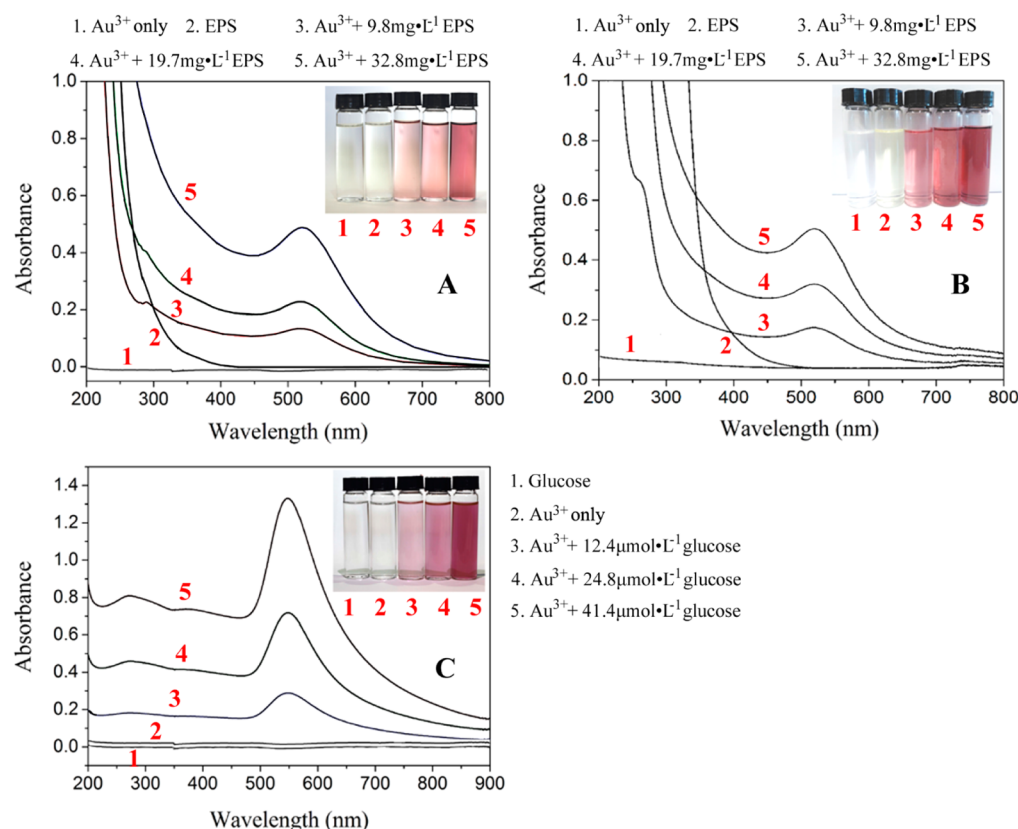 1. Au³⁺ only 2. EPS 3. Au³⁺+ 9.8mg•L⁻¹ EPS
4. Au³⁺+ 19.7mg•L⁻¹ EPS 5. Au³⁺+ 32.8mg•L⁻¹ EPS
Absorbance
1.0
0.8
0.6
0.4
0.2
0.0
5
4
3
2
1
1 2 3 4 5
A
200 300 400 500 600 700 800
Wavelength (nm)
1. Au³⁺ only 2. EPS 3. Au³⁺+ 9.8mg•L⁻¹ EPS
4. Au³⁺+ 19.7mg•L⁻¹ EPS 5. Au³⁺+ 32.8mg•L⁻¹ EPS
Absorbance
1.0
0.8
0.6
0.4
0.2
0.0
5
4
3
2
1
1 2 3 4 5
B
200 300 400 500 600 700 800
Wavelength (nm)
Absorbance
1.4
1.2
1.0
0.8
0.6
0.4
0.2
0.0
5
4
3
2
1
1 2 3 4 5
C
200 300 400 500 600 700 800 900
Wavelength (nm)
1. Glucose
2. Au³⁺ only
3. Au³⁺+ 12.4μmol•L⁻¹ glucose
4. Au³⁺+ 24.8μmol•L⁻¹ glucose
5. Au³⁺+ 41.4μmol•L⁻¹ glucose